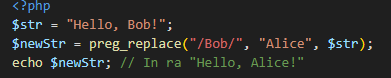 <?php
$str = "Hello, Bob!";
$newStr = preg_replace("/Bob/", "Alice", $str);
echo $newStr; // In ra "Hello, Alice!"